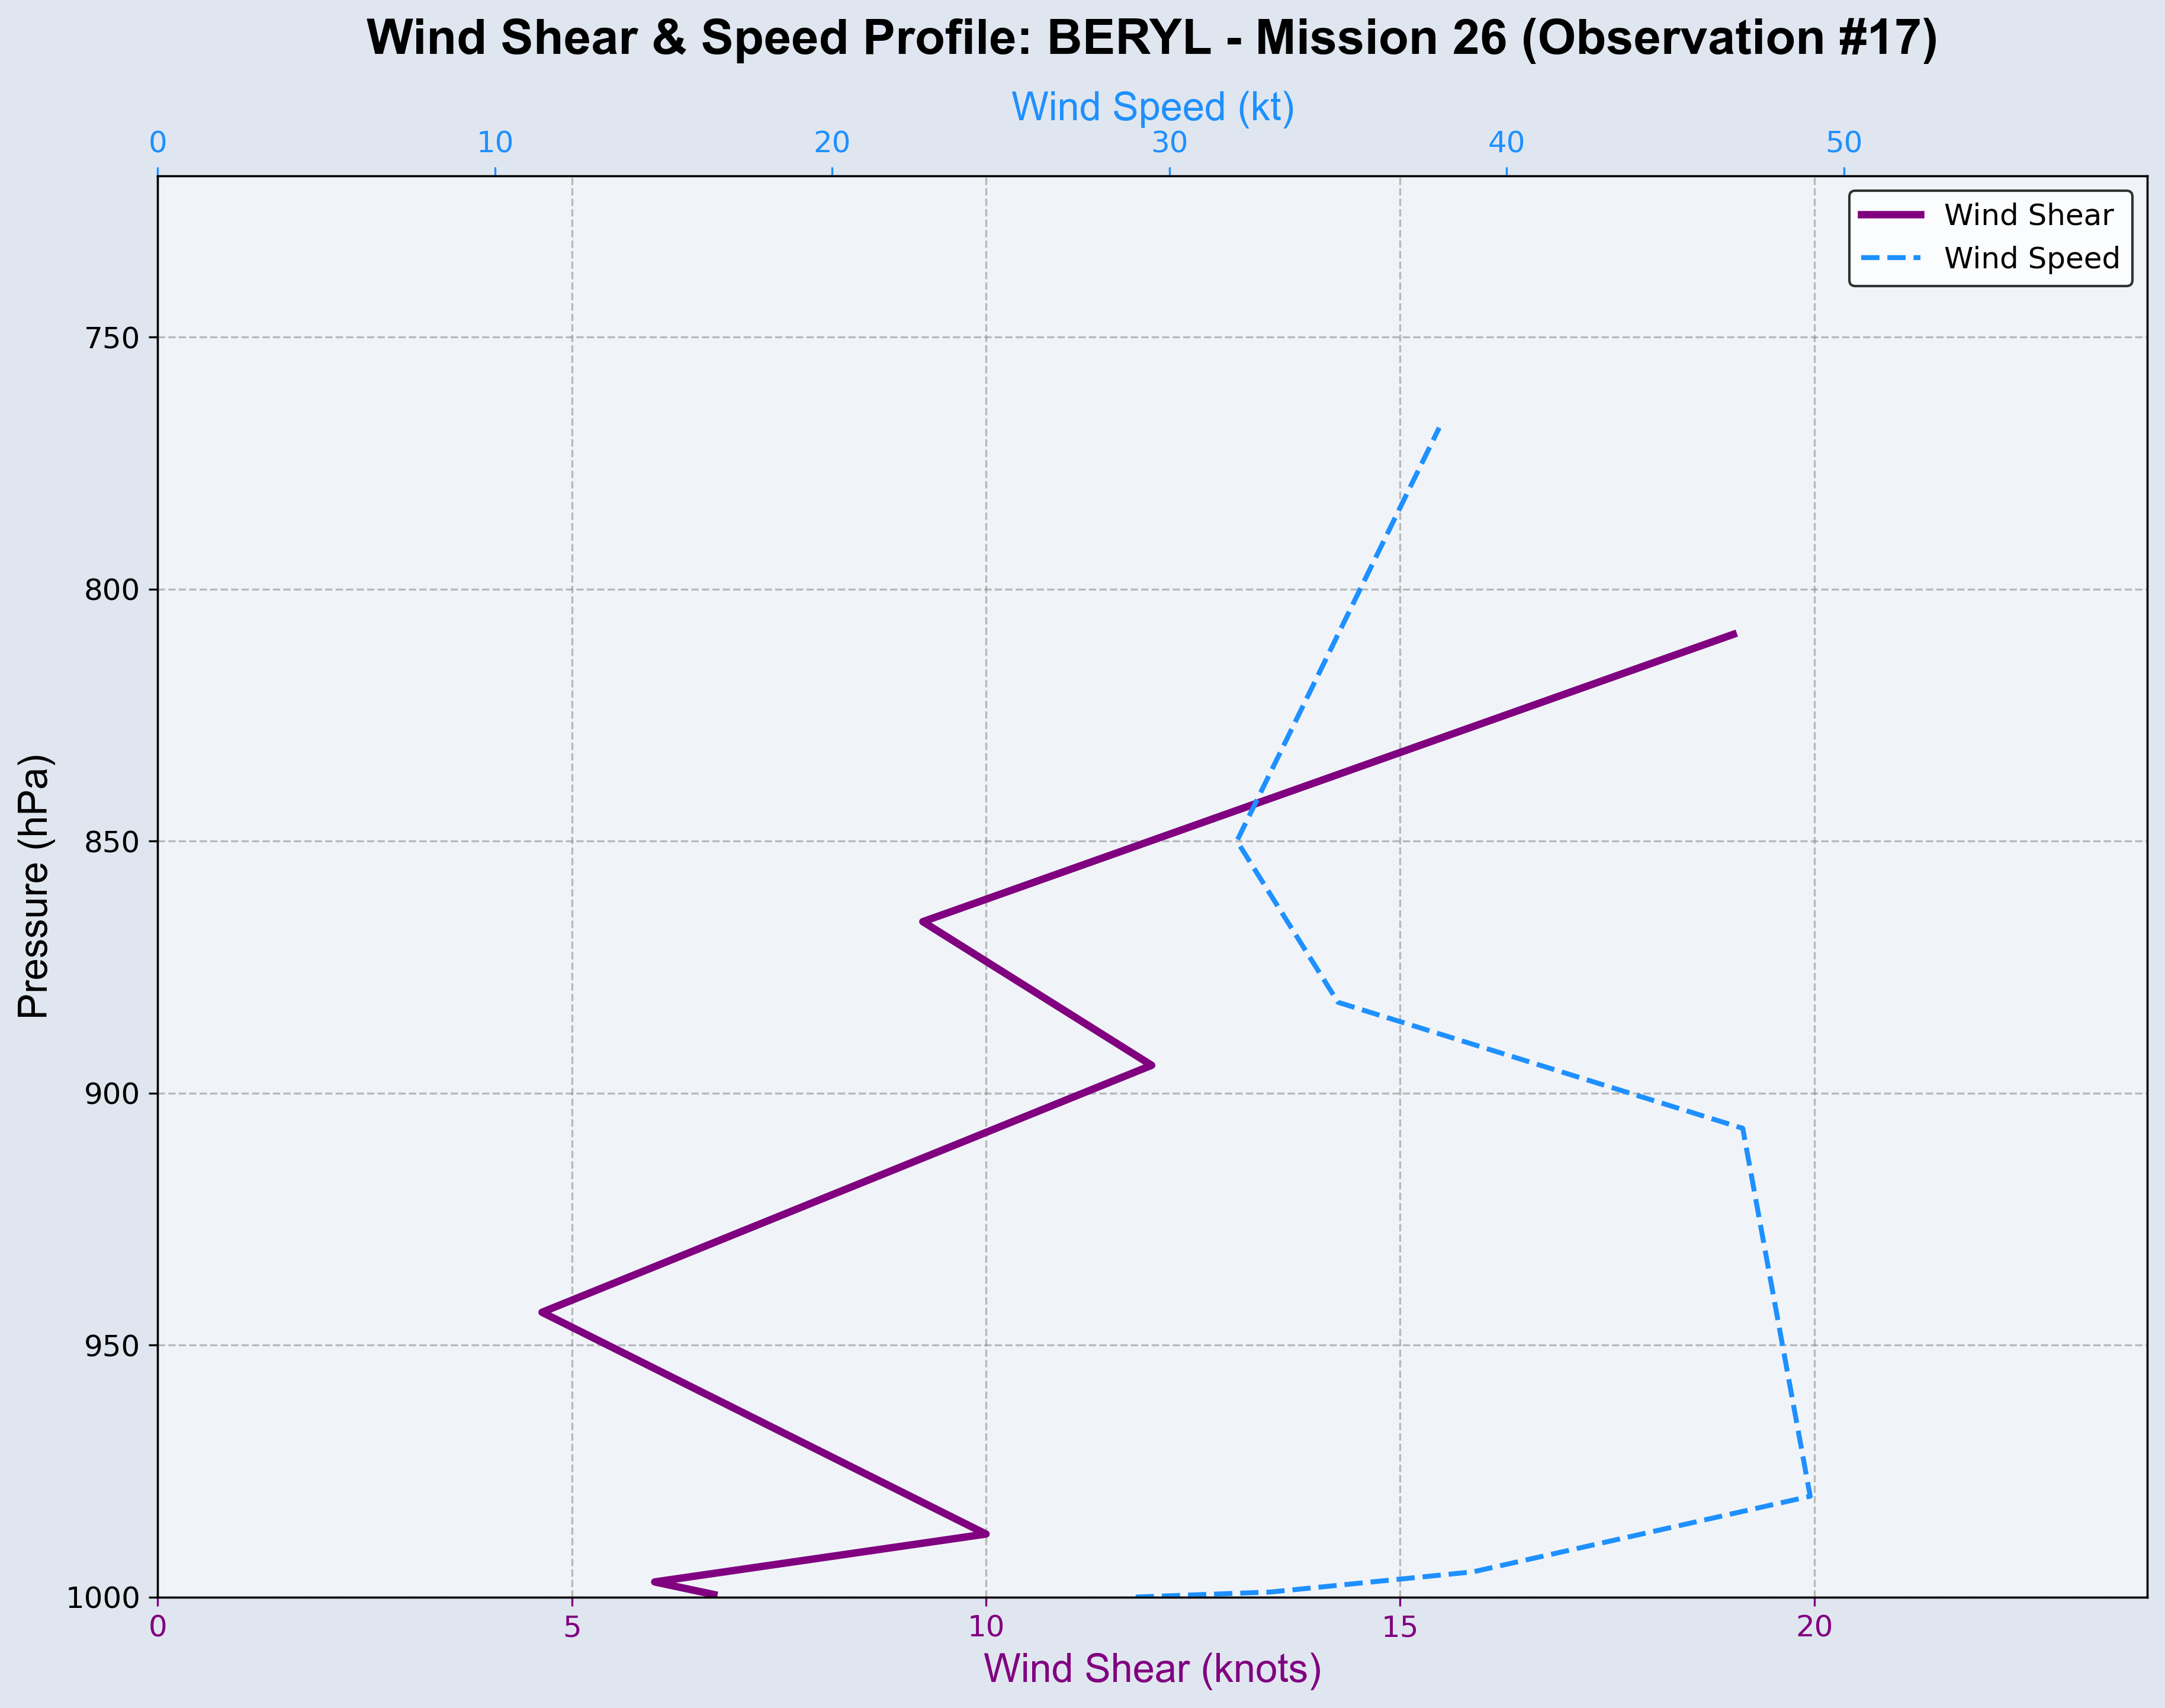 Wind Shear & Speed Profile: BERYL - Mission 26 (Observation #17)
Wind Speed (kt)
0 10 20 30 40 50
Wind Shear
Wind Speed
750
800
850
900
950
1000
Pressure (hPa)
0 5 10 15 20
Wind Shear (knots)